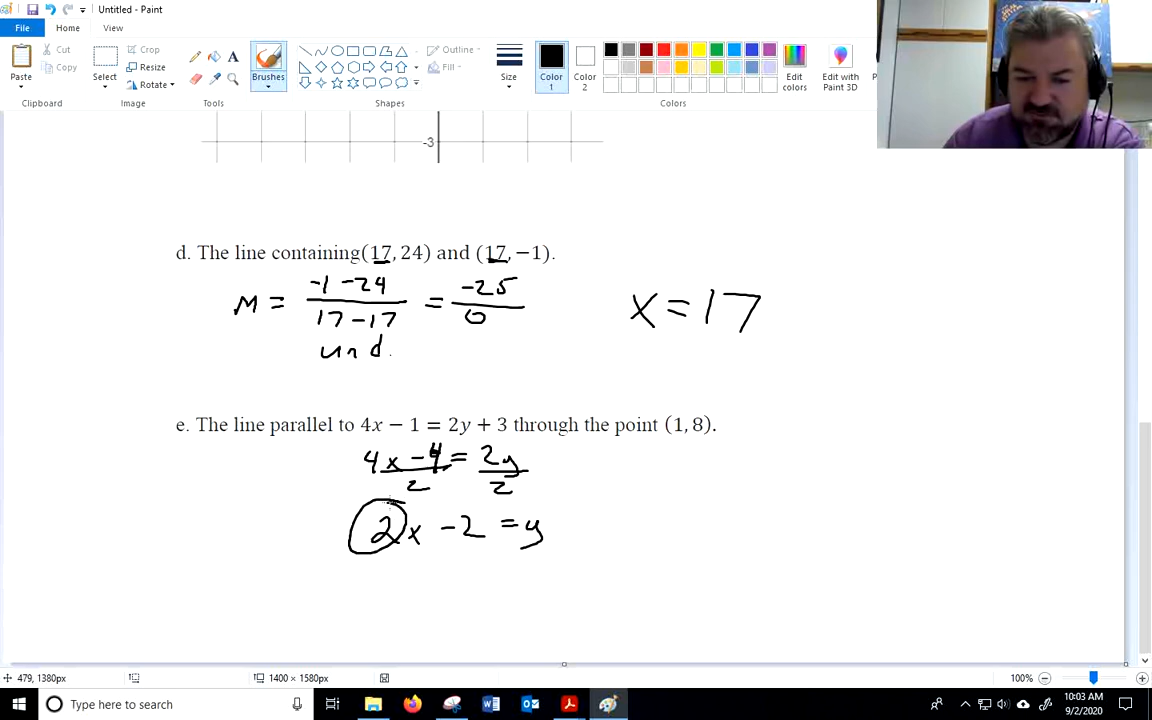 Untitled - Paint
File Home View
Paste
Cut
Copy
Clipboard
Select
Crop
Resize
Rotate
Image
Tools
Brushes
Shapes
Outline
Fill
Size
Color 1
Color 2
Edit colors
Edit with Paint 3D
Colors
-3
d. The line containing(17, 24) and (17, −1).
M = -1 -24 / 17 - 17 = -25 / 0
und.
x = 17
e. The line parallel to 4x − 1 = 2y + 3 through the point (1, 8).
4x - 4 / 2 = 2y / 2
2x - 2 = y
479, 1380px
1400 × 1580px
100%
Type here to search
10:03 AM
9/2/2020